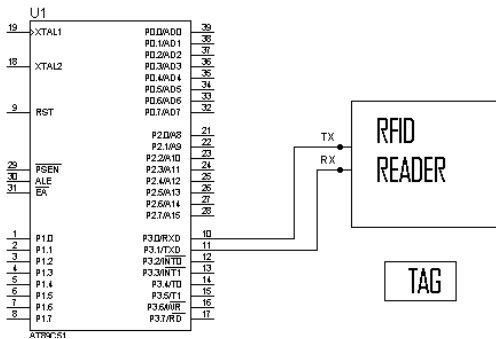 U1
19 XTAL1
18 XTAL2
9 RST
29 PSEN
30 ALE
31 EA
1 P1.0
2 P1.1
3 P1.2
4 P1.3
5 P1.4
6 P1.5
7 P1.6
8 P1.7
P0.0/AD0 39
P0.1/AD1 38
P0.2/AD2 37
P0.3/AD3 36
P0.4/AD4 35
P0.5/AD5 34
P0.6/AD6 33
P0.7/AD7 32
P2.0/A8 21
P2.1/A9 22
P2.2/A10 23
P2.3/A11 24
P2.4/A12 25
P2.5/A13 26
P2.6/A14 27
P2.7/A15 28
P3.0/RXD 10
P3.1/TXD 11
P3.2/INT0 12
P3.3/INT1 13
P3.4/T0 14
P3.5/T1 15
P3.6/WR 16
P3.7/RD 17
AT89C51
TX
RX
RFID
READER
TAG